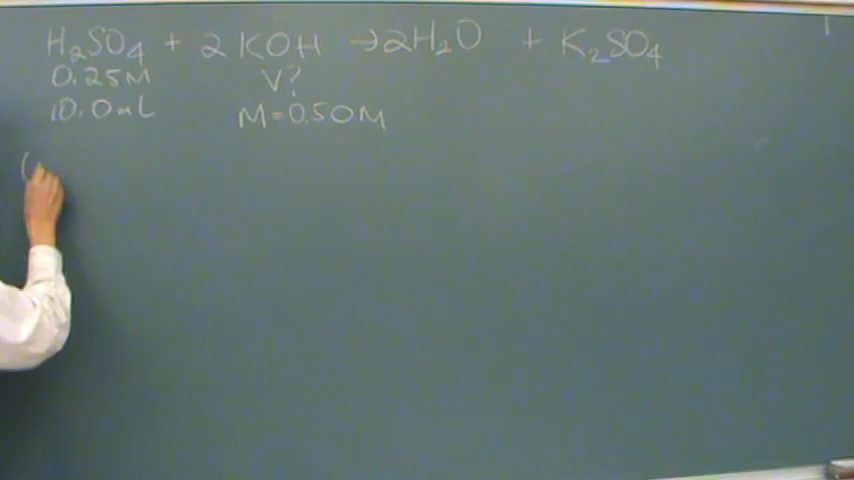 H₂SO₄ + 2 KOH → 2H₂O + K₂SO₄
0.25M V?
10.0mL M=0.50M
(